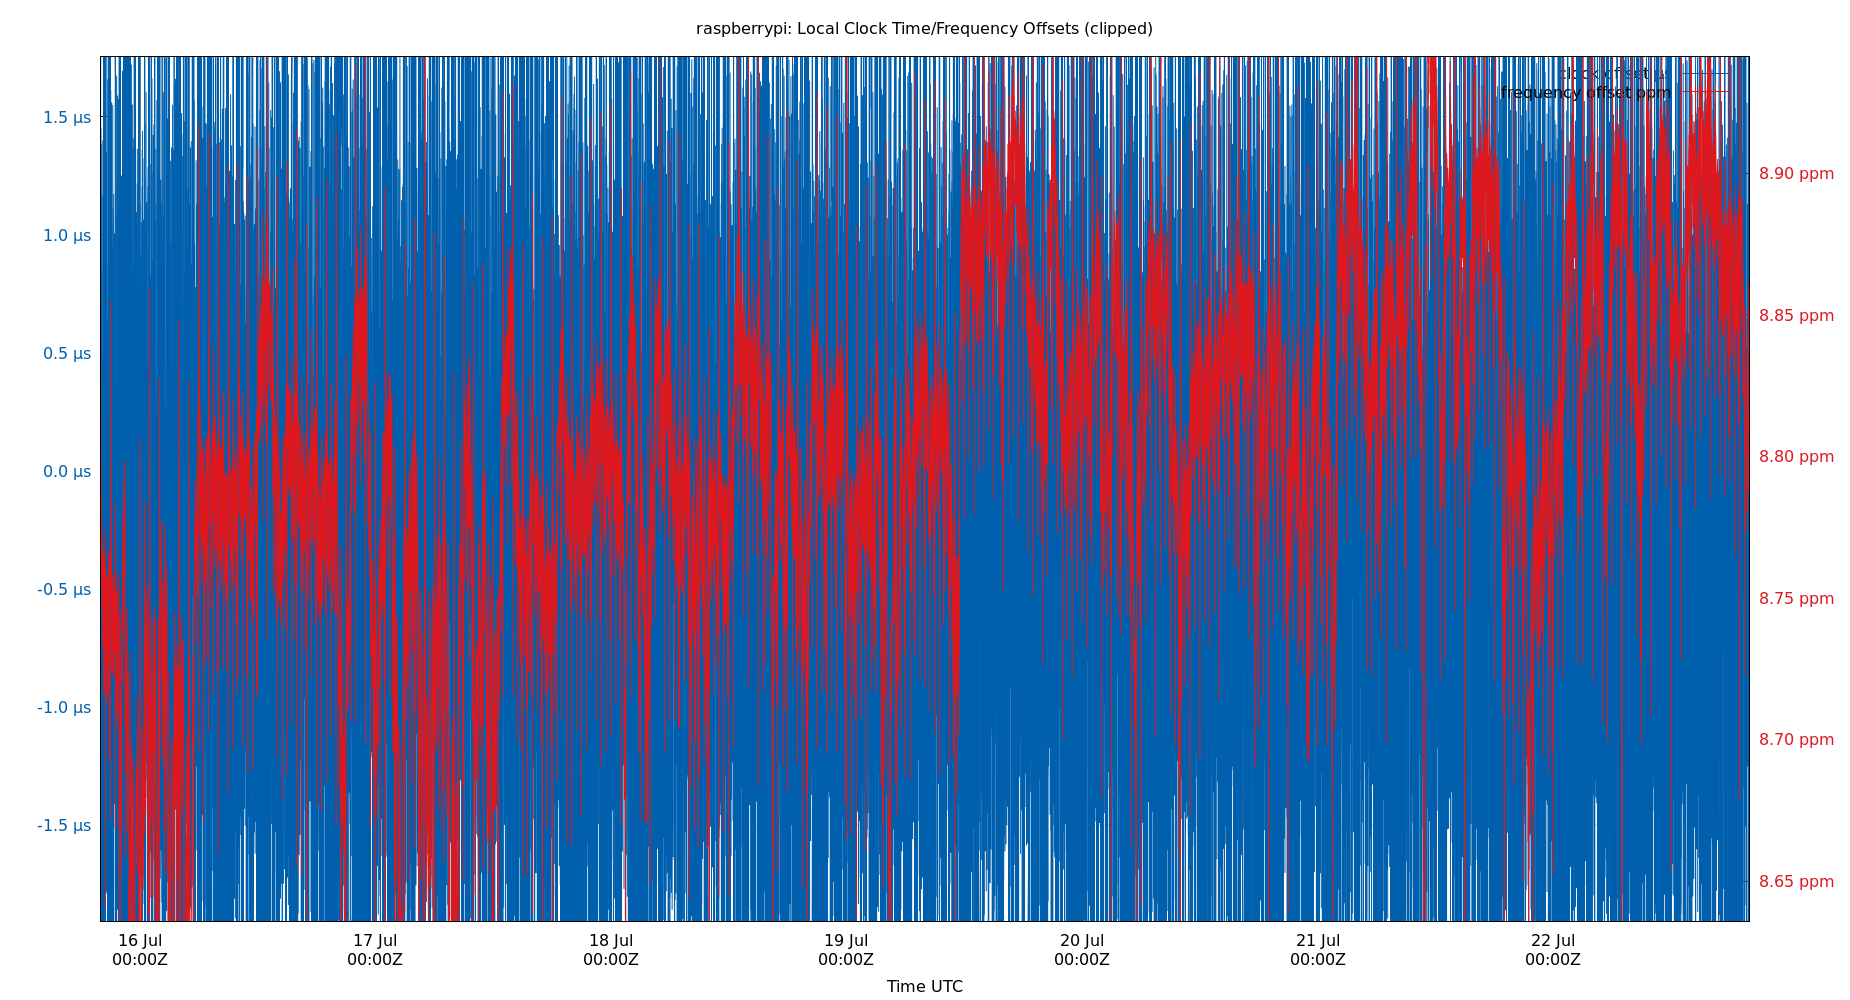 raspberrypi: Local Clock Time/Frequency Offsets (clipped)
clock offset µs
frequency offset ppm
1.5 µs
1.0 µs
0.5 µs
0.0 µs
-0.5 µs
-1.0 µs
-1.5 µs
8.90 ppm
8.85 ppm
8.80 ppm
8.75 ppm
8.70 ppm
8.65 ppm
16 Jul
00:00Z
17 Jul
00:00Z
18 Jul
00:00Z
19 Jul
00:00Z
20 Jul
00:00Z
21 Jul
00:00Z
22 Jul
00:00Z
Time UTC